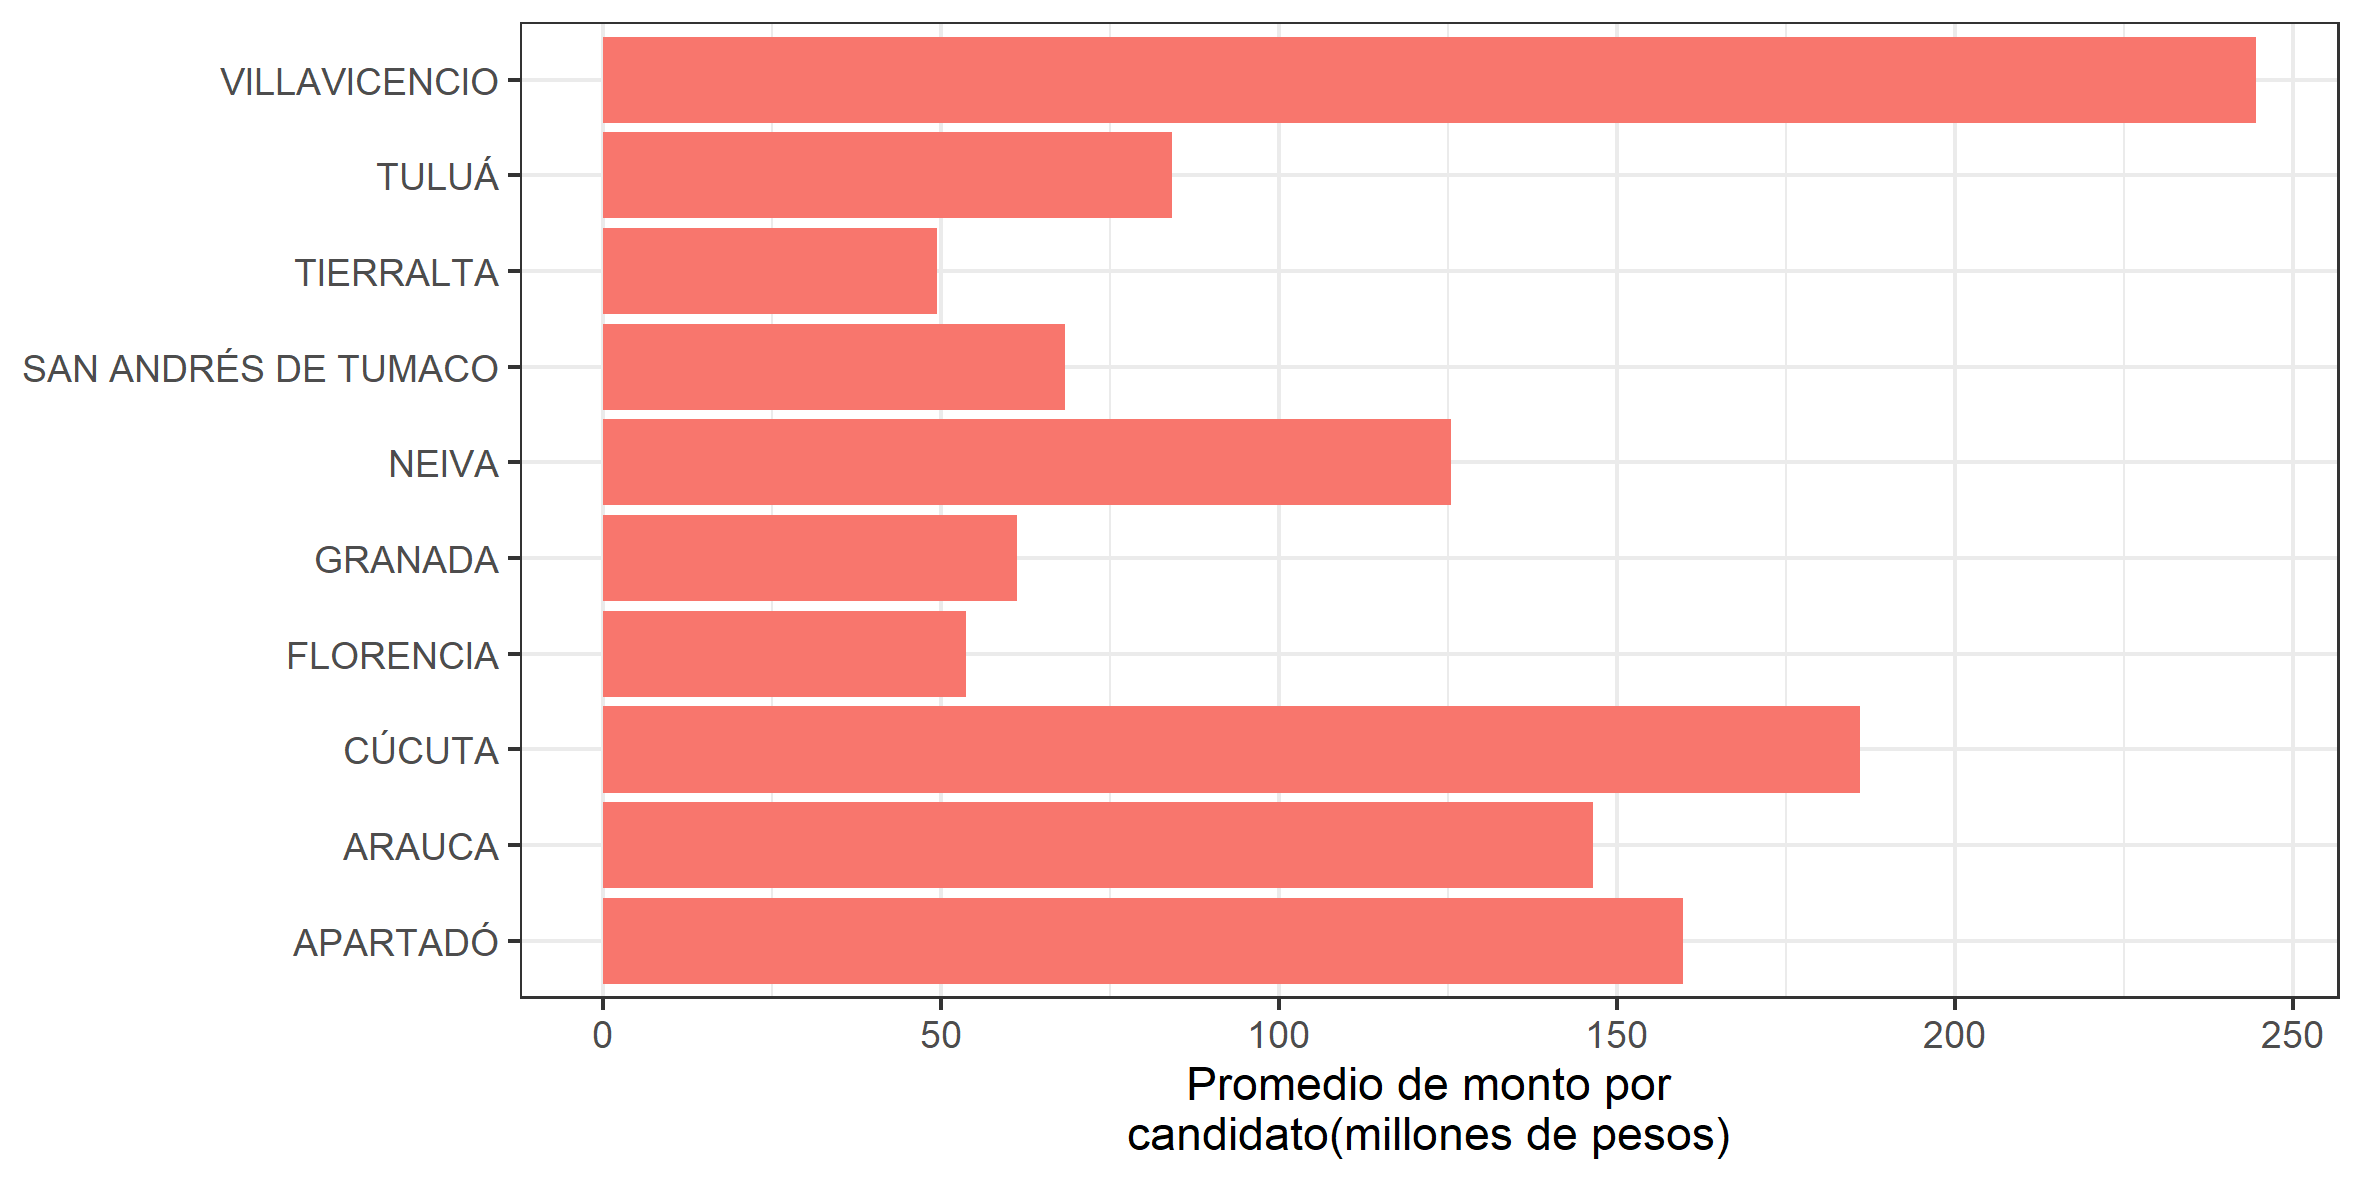 VILLAVICENCIO
TULUÁ
TIERRALTA
SAN ANDRÉS DE TUMACO
NEIVA
GRANADA
FLORENCIA
CÚCUTA
ARAUCA
APARTADÓ
0 50 100 150 200 250
Promedio de monto por
candidato(millones de pesos)